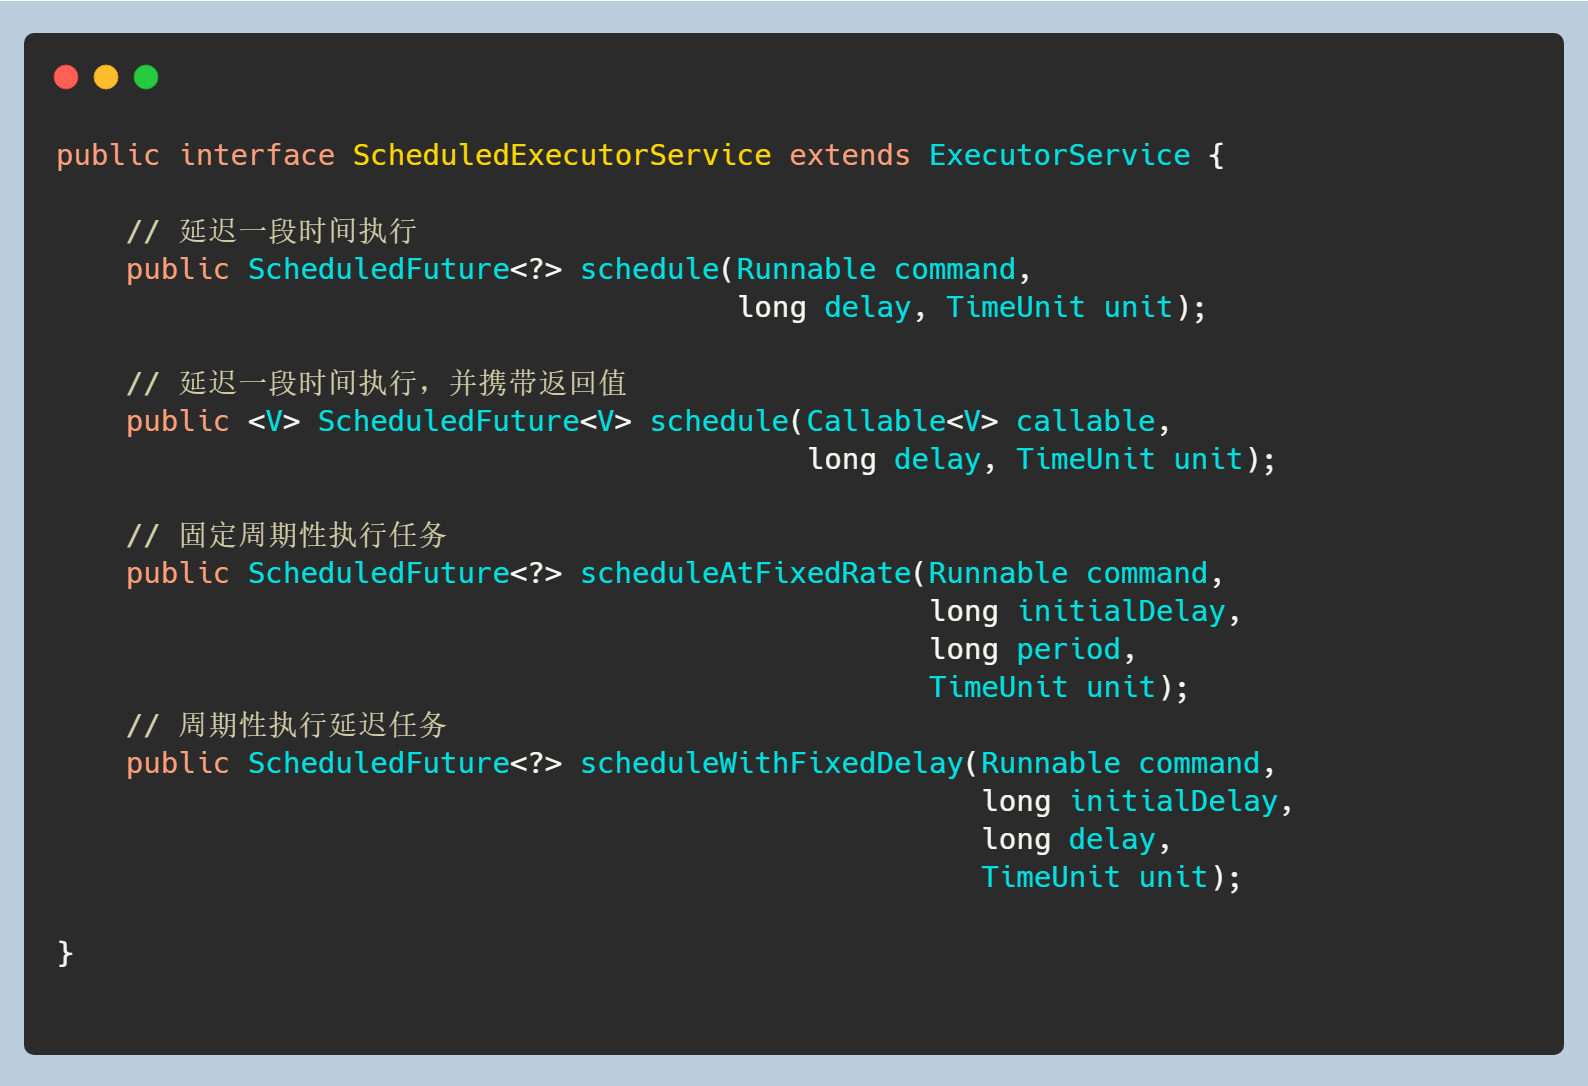 public interface ScheduledExecutorService extends ExecutorService {
// 延迟一段时间执行
public ScheduledFuture<?> schedule(Runnable command,
long delay, TimeUnit unit);
// 延迟一段时间执行，并携带返回值
public <V> ScheduledFuture<V> schedule(Callable<V> callable,
long delay, TimeUnit unit);
// 固定周期性执行任务
public ScheduledFuture<?> scheduleAtFixedRate(Runnable command,
long initialDelay,
long period,
TimeUnit unit);
// 周期性执行延迟任务
public ScheduledFuture<?> scheduleWithFixedDelay(Runnable command,
long initialDelay,
long delay,
TimeUnit unit);
}